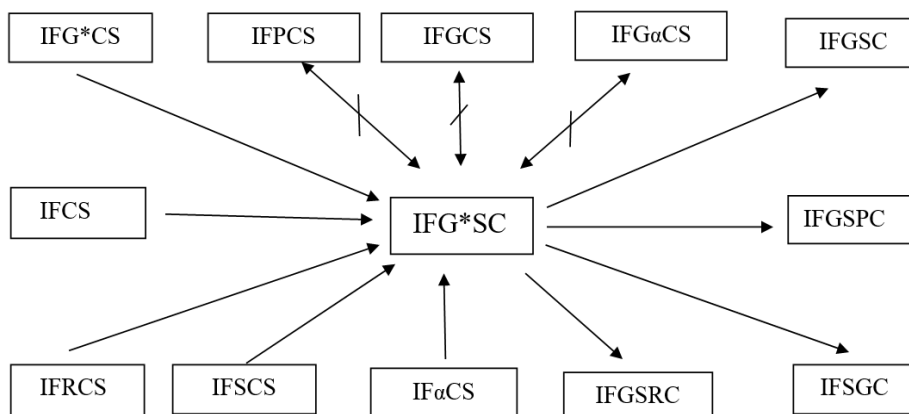 IFG*CS
IFPCS
IFGCS
IFGαCS
IFGSC
IFCS
IFG*SC
IFGSPC
IFRCS
IFSCS
IFαCS
IFGSRC
IFSGC